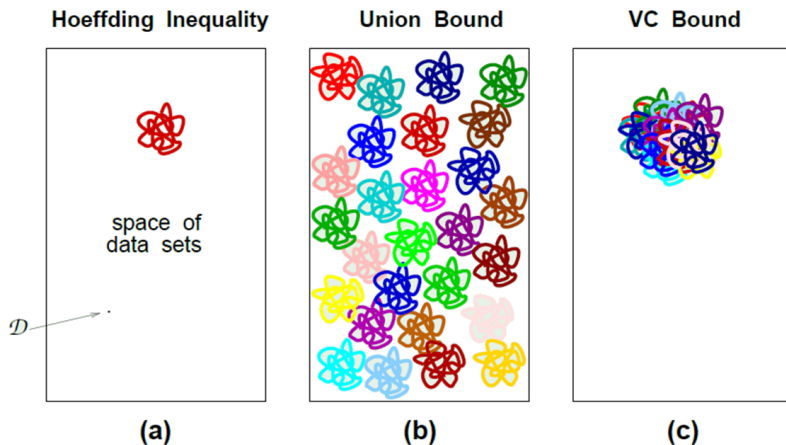 Hoeffding Inequality
Union Bound
VC Bound
space of
data sets
𝒟
(a)
(b)
(c)